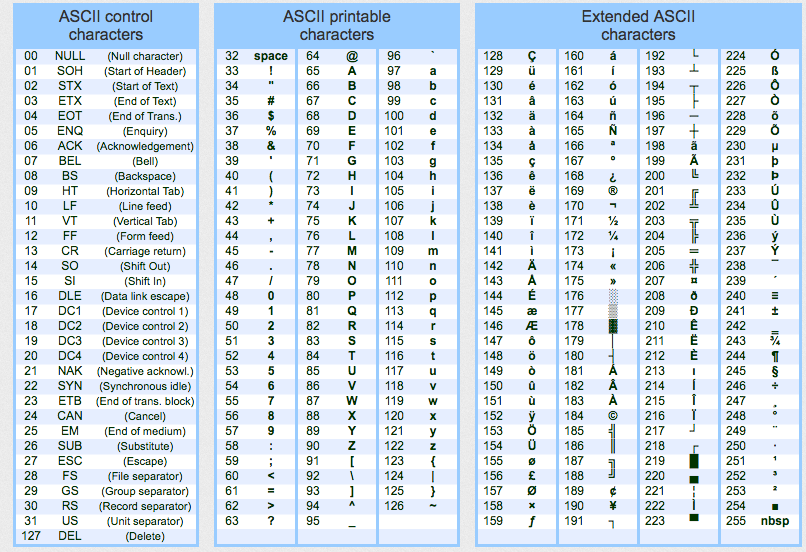 ASCII control
characters
00 NULL (Null character)
01 SOH (Start of Header)
02 STX (Start of Text)
03 ETX (End of Text)
04 EOT (End of Trans.)
05 ENQ (Enquiry)
06 ACK (Acknowledgement)
07 BEL (Bell)
08 BS (Backspace)
09 HT (Horizontal Tab)
10 LF (Line feed)
11 VT (Vertical Tab)
12 FF (Form feed)
13 CR (Carriage return)
14 SO (Shift Out)
15 SI (Shift In)
16 DLE (Data link escape)
17 DC1 (Device control 1)
18 DC2 (Device control 2)
19 DC3 (Device control 3)
20 DC4 (Device control 4)
21 NAK (Negative acknowl.)
22 SYN (Synchronous idle)
23 ETB (End of trans. block)
24 CAN (Cancel)
25 EM (End of medium)
26 SUB (Substitute)
27 ESC (Escape)
28 FS (File separator)
29 GS (Group separator)
30 RS (Record separator)
31 US (Unit separator)
127 DEL (Delete)
ASCII printable
characters
32 space 64 @ 96 `
33 ! 65 A 97 a
34 " 66 B 98 b
35 # 67 C 99 c
36 $ 68 D 100 d
37 % 69 E 101 e
38 & 70 F 102 f
39 ' 71 G 103 g
40 ( 72 H 104 h
41 ) 73 I 105 i
42 * 74 J 106 j
43 + 75 K 107 k
44 , 76 L 108 l
45 - 77 M 109 m
46 . 78 N 110 n
47 / 79 O 111 o
48 0 80 P 112 p
49 1 81 Q 113 q
50 2 82 R 114 r
51 3 83 S 115 s
52 4 84 T 116 t
53 5 85 U 117 u
54 6 86 V 118 v
55 7 87 W 119 w
56 8 88 X 120 x
57 9 89 Y 121 y
58 : 90 Z 122 z
59 ; 91 [ 123 {
60 < 92 \ 124 |
61 = 93 ] 125 }
62 > 94 ^ 126 ~
63 ? 95 _
Extended ASCII
characters
128 Ç 160 á 192 └ 224 Ó
129 ü 161 í 193 ┴ 225 ß
130 é 162 ó 194 ┬ 226 Ô
131 â 163 ú 195 ├ 227 Ò
132 ä 164 ñ 196 ─ 228 õ
133 à 165 Ñ 197 ┼ 229 Õ
134 å 166 ª 198 ã 230 µ
135 ç 167 º 199 Ã 231 þ
136 ê 168 ¿ 200 ╚ 232 Þ
137 ë 169 ® 201 ╔ 233 Ú
138 è 170 ¬ 202 ╩ 234 Û
139 ï 171 ½ 203 ╦ 235 Ù
140 î 172 ¼ 204 ╠ 236 ý
141 ì 173 ¡ 205 ═ 237 Ý
142 Ä 174 « 206 ╬ 238 ¯
143 Å 175 » 207 ¤ 239 ´
144 É 176 ░ 208 ð 240 ≡
145 æ 177 ▒ 209 Ð 241 ±
146 Æ 178 ▓ 210 Ê 242 ‗
147 ô 179 │ 211 Ë 243 ¾
148 ö 180 ┤ 212 È 244 ¶
149 ò 181 Á 213 ı 245 §
150 û 182 Â 214 Í 246 ÷
151 ù 183 À 215 Î 247 ¸
152 ÿ 184 © 216 Ï 248 °
153 Ö 185 ╣ 217 ┘ 249 ¨
154 Ü 186 ║ 218 ┌ 250 ·
155 ø 187 ╗ 219 █ 251 ¹
156 £ 188 ╝ 220 ▄ 252 ³
157 Ø 189 ¢ 221 ¦ 253 ²
158 × 190 ¥ 222 Ì 254 ■
159 ƒ 191 ┐ 223 ▀ 255 nbsp